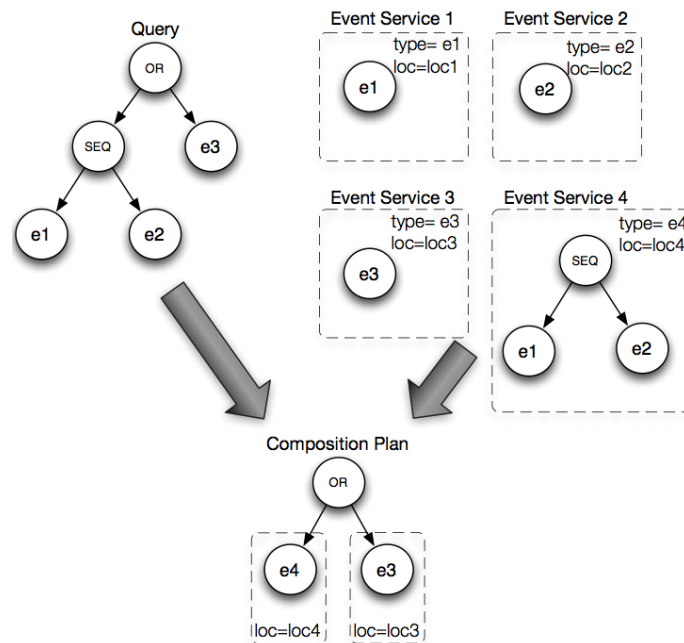 Query
OR
SEQ
e3
e1
e2
Event Service 1
type= e1
loc=loc1
e1
Event Service 2
type= e2
loc=loc2
e2
Event Service 3
type= e3
loc=loc3
e3
Event Service 4
type= e4
loc=loc4
SEQ
e1
e2
Composition Plan
OR
e4
loc=loc4
e3
loc=loc3